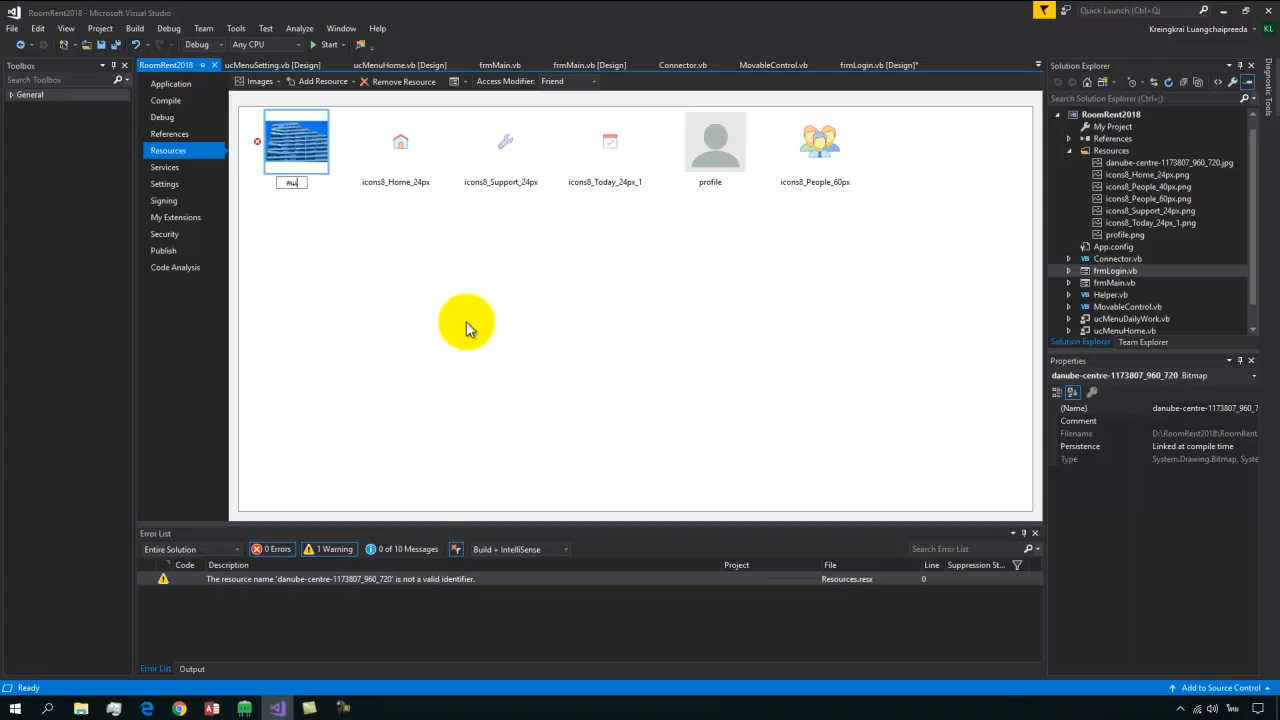 RoomRent2018 - Microsoft Visual Studio
Quick Launch (Ctrl+Q)
File Edit View Project Build Debug Team Tools Analyze Window Help
Kreingkrai Luangchaipreeda KL
Debug Any CPU Start
Toolbox
Search Toolbox
General
RoomRent2018 ucMenuSetting.vb [Design] ucMenuHome.vb [Design] frmMain.vb frmMain.vb [Design] Connector.vb MovableControl.vb frmLogin.vb [Design]*
Images Add Resource Remove Resource Access Modifier: Friend
Application
Compile
Debug
References
Resources
Services
Settings
Signing
My Extensions
Security
Publish
Code Analysis
icons8_Home_24px icons8_Support_24px icons8_Today_24px_1 profile icons8_People_60px
Solution Explorer
Search Solution Explorer (Ctrl+;)
RoomRent2018
My Project
References
Resources
danube-centre-1173807_960_720.jpg
icons8_Home_24px.png
icons8_People_40px.png
icons8_People_60px.png
icons8_Support_24px.png
icons8_Today_24px_1.png
profile.png
App.config
Connector.vb
frmLogin.vb
frmMain.vb
Helper.vb
MovableControl.vb
ucMenuDailyWork.vb
ucMenuHome.vb
Solution Explorer Team Explorer
Properties
danube-centre-1173807_960_720 Bitmap
(Name) danube-centre-1173807_960_7
Comment
Filename D:\RoomRent2018\RoomRent
Persistence Linked at compile time
Type System.Drawing.Bitmap, Syste
Diagnostic Tools
Error List
Entire Solution 0 Errors 1 Warning 0 of 10 Messages Build + IntelliSense Search Error List
Code Description Project File Line Suppression St...
The resource name 'danube-centre-1173807_960_720' is not a valid identifier. Resources.resx 0
Error List Output
Ready
Add to Source Control
ไทย